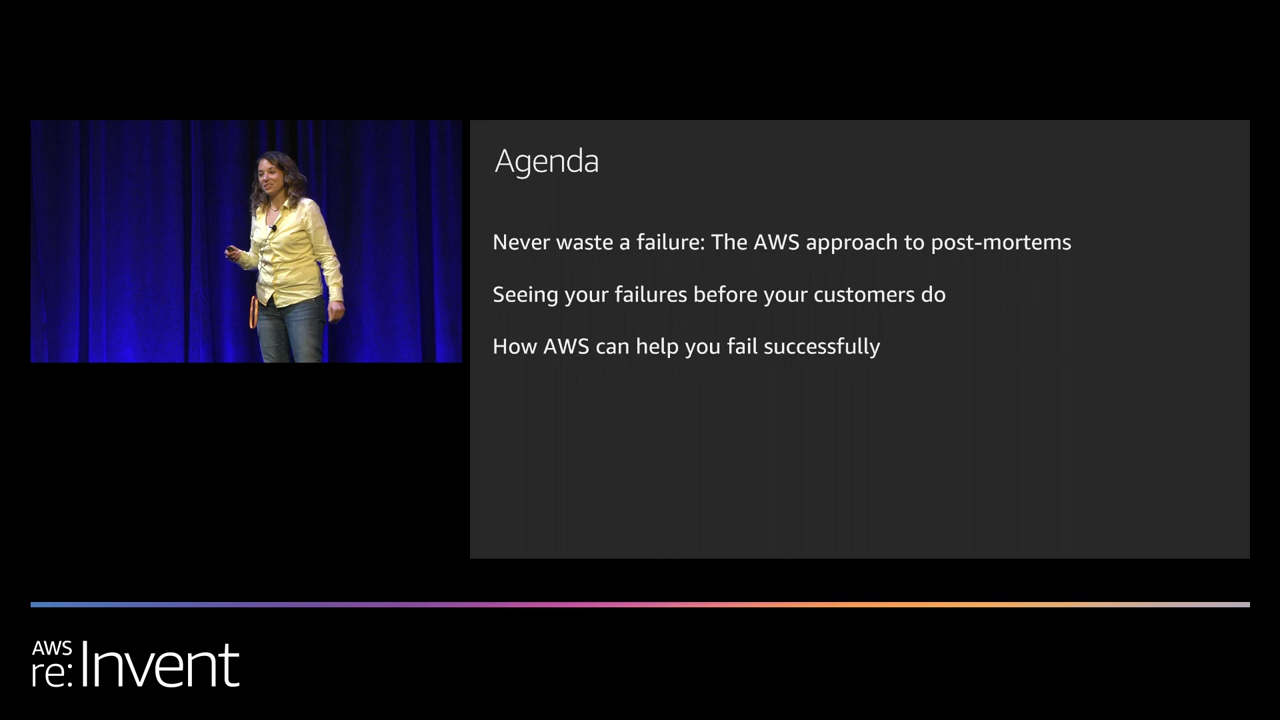 Agenda
Never waste a failure: The AWS approach to post-mortems
Seeing your failures before your customers do
How AWS can help you fail successfully
AWS
re:Invent